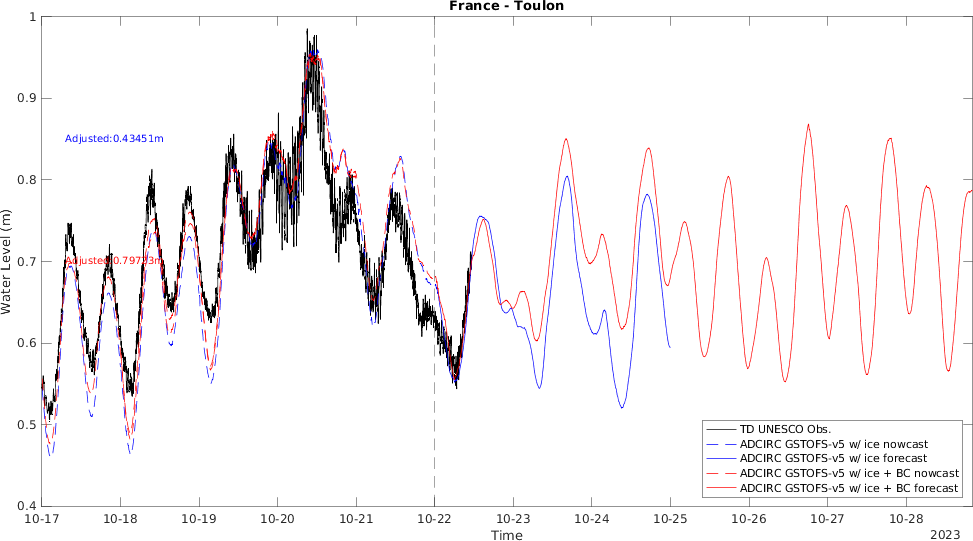 France - Toulon
1
0.9
0.8
0.7
0.6
0.5
0.4
Water Level (m)
Adjusted:0.43451m
Adjusted:0.79723m
TD UNESCO Obs.
ADCIRC GSTOFS-v5 w/ ice nowcast
ADCIRC GSTOFS-v5 w/ ice forecast
ADCIRC GSTOFS-v5 w/ ice + BC nowcast
ADCIRC GSTOFS-v5 w/ ice + BC forecast
10-17 10-18 10-19 10-20 10-21 10-22 10-23 10-24 10-25 10-26 10-27 10-28
Time
2023